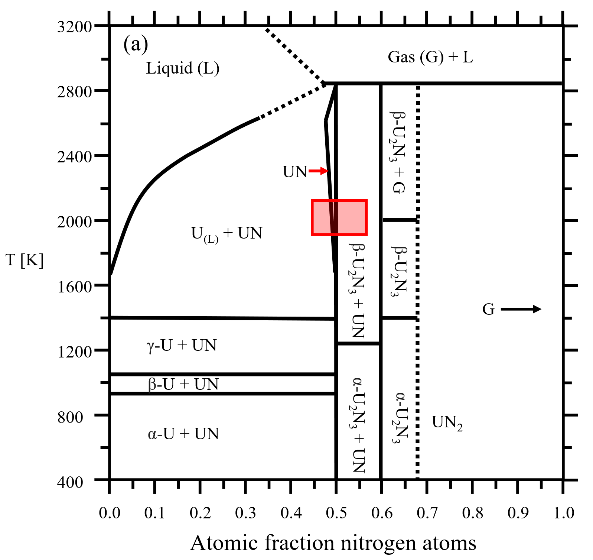 (a)
Liquid (L)
Gas (G) + L
UN
U(L) + UN
β-U2N3 + G
β-U2N3
β-U2N3 + UN
G
γ-U + UN
β-U + UN
α-U + UN
α-U2N3 + UN
α-U2N3
UN2
T [K]
3200
2800
2400
2000
1600
1200
800
400
0.0 0.1 0.2 0.3 0.4 0.5 0.6 0.7 0.8 0.9 1.0
Atomic fraction nitrogen atoms